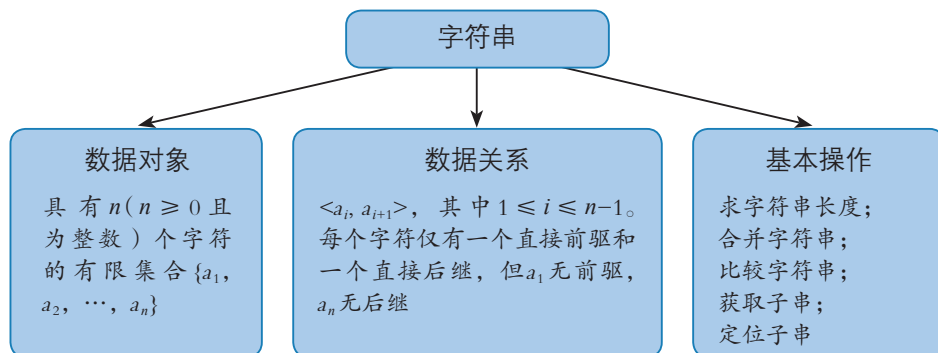 字符串
数据对象
具有n(n≥0且
为整数）个字符
的有限集合{a₁,
a₂, …, aₙ}
数据关系
<aᵢ, aᵢ₊₁>, 其中1≤i≤n−1。
每个字符仅有一个直接前驱和
一个直接后继，但a₁无前驱，
aₙ无后继
基本操作
求字符串长度；
合并字符串；
比较字符串；
获取子串；
定位子串